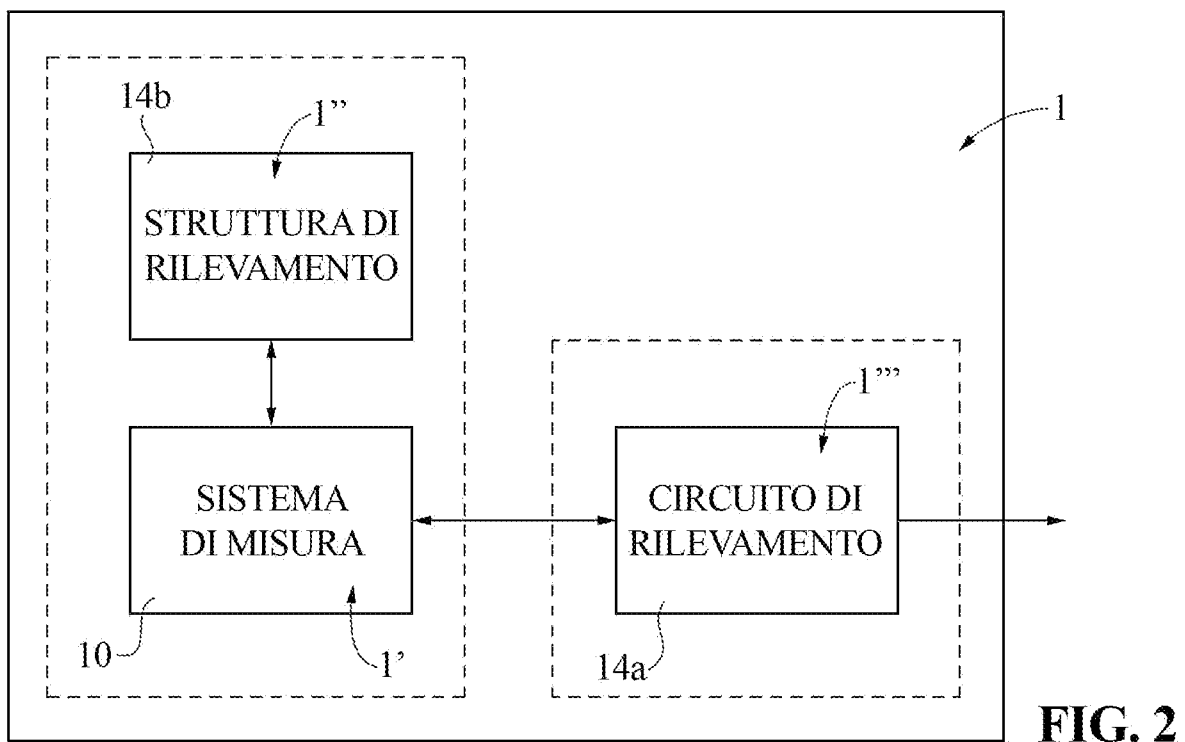 14b
1”
1
STRUTTURA DI
RILEVAMENTO
1”’
SISTEMA
DI MISURA
CIRCUITO DI
RILEVAMENTO
10
1’
14a
FIG. 2